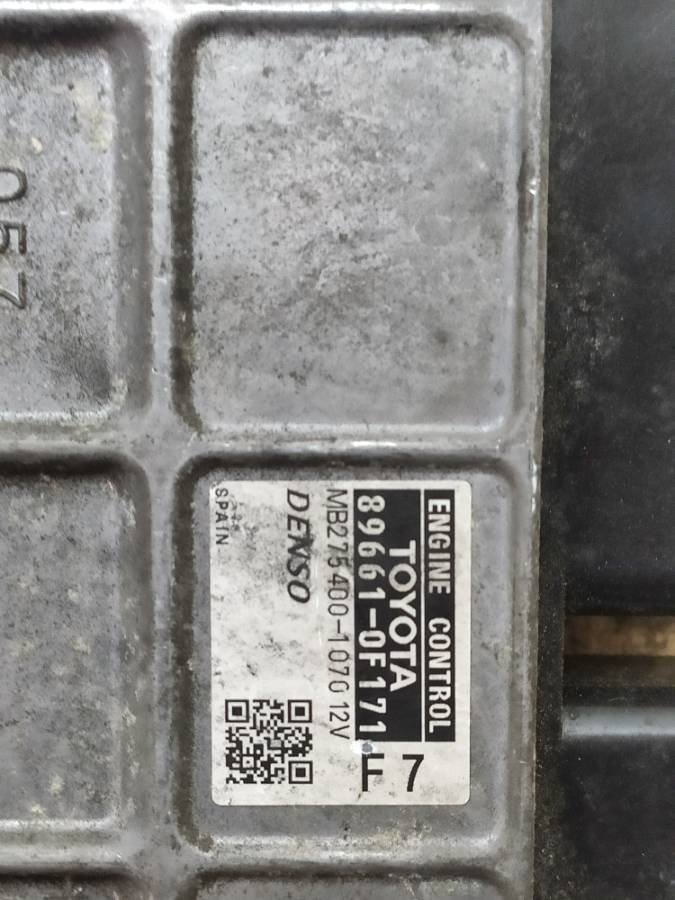 057
ENGINE CONTROL
TOYOTA
89661-0F171
F7
MB275400-1070 12V
DENSO
SPAIN